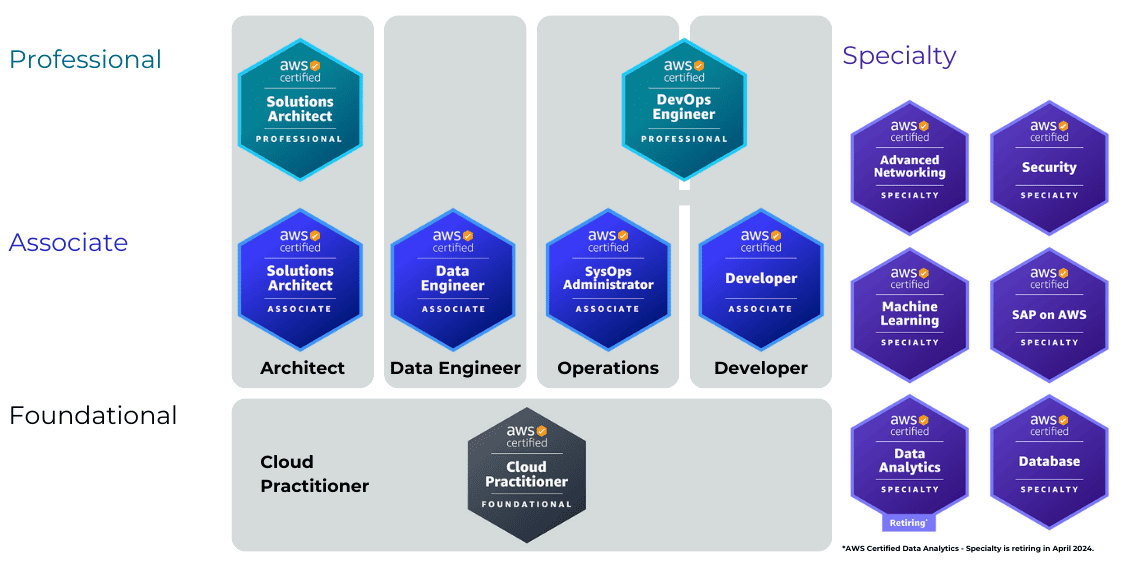 Professional
aws
certified
Solutions
Architect
PROFESSIONAL
aws
certified
DevOps
Engineer
PROFESSIONAL
Associate
aws
certified
Solutions
Architect
ASSOCIATE
aws
certified
Data
Engineer
ASSOCIATE
aws
certified
SysOps
Administrator
ASSOCIATE
aws
certified
Developer
ASSOCIATE
Architect
Data Engineer
Operations
Developer
Foundational
Cloud
Practitioner
aws
certified
Cloud
Practitioner
FOUNDATIONAL
Specialty
aws
certified
Advanced
Networking
SPECIALTY
aws
certified
Security
SPECIALTY
aws
certified
Machine
Learning
SPECIALTY
aws
certified
SAP on AWS
SPECIALTY
aws
certified
Data
Analytics
SPECIALTY
Retiring*
aws
certified
Database
SPECIALTY
*AWS Certified Data Analytics - Specialty is retiring in April 2024.